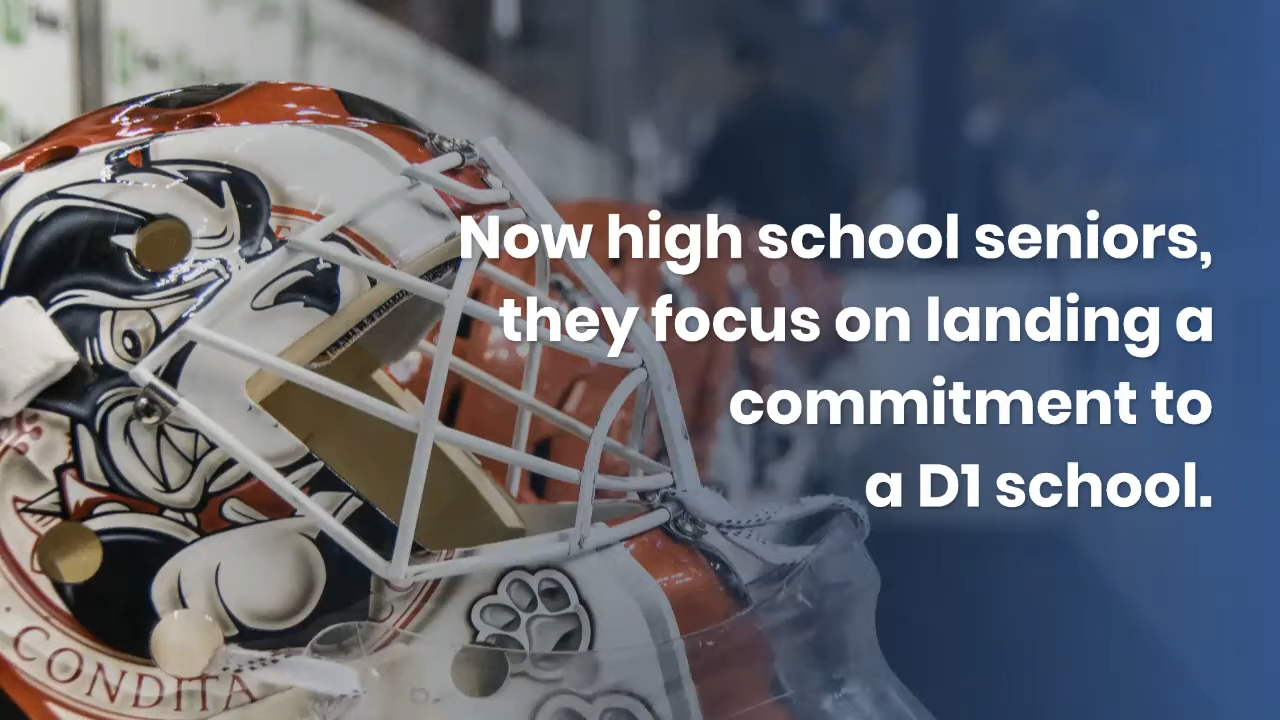 Now high school seniors,
they focus on landing a
commitment to
a D1 school.
CONDITA